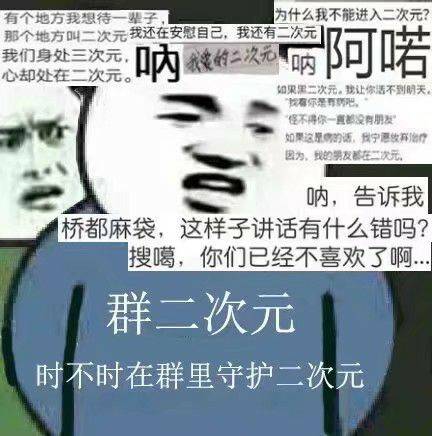 有个地方我想待一辈子，
那个地方叫二次元
我们身处三次元，
心却处在二次元。
我还在安慰自己，我还有二次元
呐
我爱的二次元
为什么我不能进入二次元？
呐
阿喏
如果黑二次元。我让你活不到明天。
"我看你是有病吧。"
"怪不得你一直都没有朋友"
如果这是病的话，我宁愿放弃治疗
因为，我的朋友都在二次元。
呐，告诉我
桥都麻袋，这样子讲话有什么错吗？
搜噶，你们已经不喜欢了啊...
群二次元
时不时在群里守护二次元